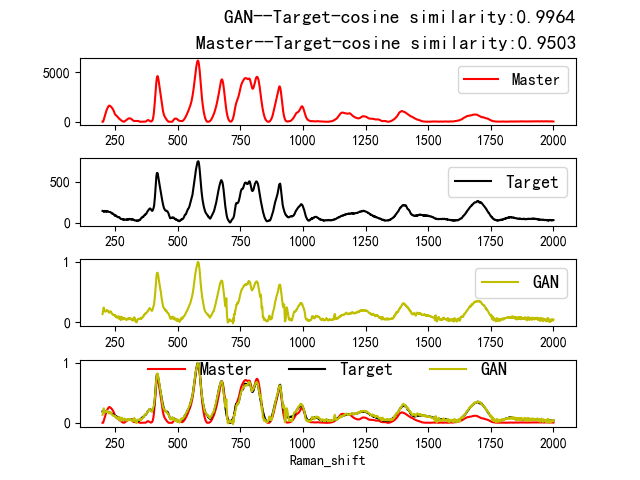 GAN--Target-cosine similarity:0.9964
Master--Target-cosine similarity:0.9503
5000
0
Master
250 500 750 1000 1250 1500 1750 2000
500
0
Target
250 500 750 1000 1250 1500 1750 2000
1
0
GAN
250 500 750 1000 1250 1500 1750 2000
1
0
Master Target GAN
250 500 750 1000 1250 1500 1750 2000
Raman_shift